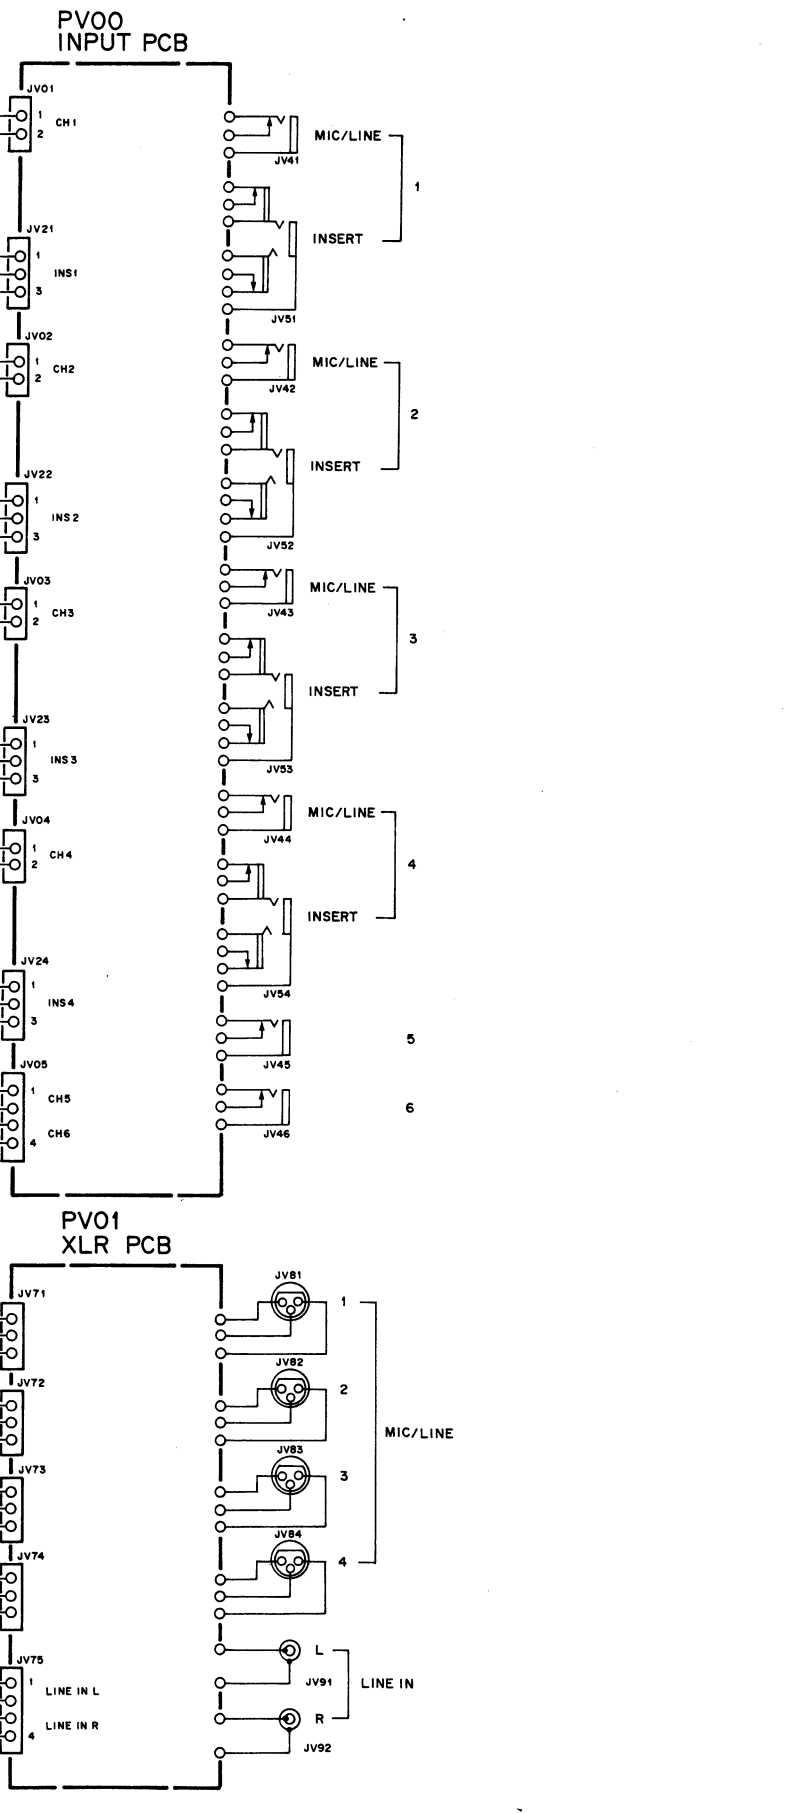 PV00
INPUT PCB
JV01
1
CH1
2
MIC/LINE
JV41
1
JV21
1
INS1
3
INSERT
JV51
JV02
1
CH2
2
MIC/LINE
JV42
2
JV22
1
INS2
3
INSERT
JV52
JV03
1
CH3
2
MIC/LINE
JV43
3
JV23
1
INS3
3
INSERT
JV53
JV04
1
CH4
2
MIC/LINE
JV44
4
JV24
1
INS4
3
INSERT
JV54
5
JV45
JV05
1
CH5
CH6
4
6
JV46
PV01
XLR PCB
JV71
JV81
1
JV72
JV82
2
MIC/LINE
JV73
JV83
3
JV74
JV84
4
JV75
1
LINE IN L
LINE IN R
4
L
JV91
LINE IN
R
JV92